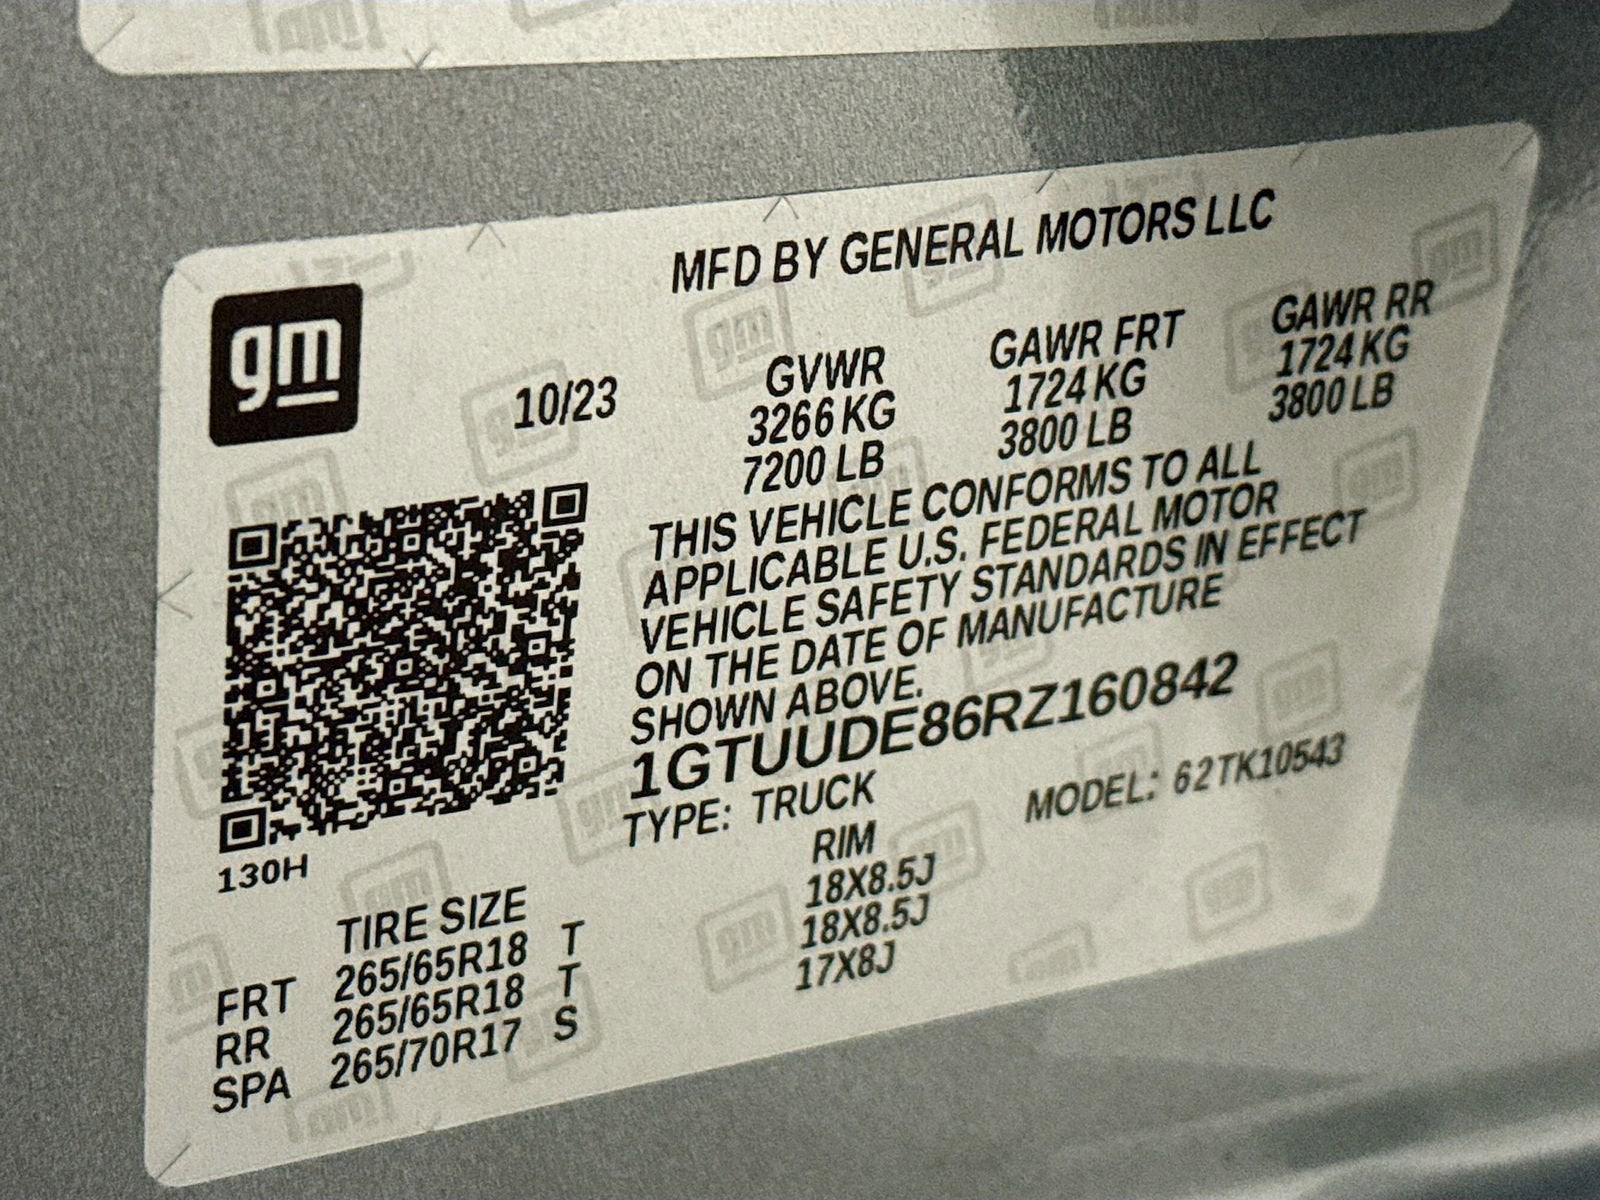 gm
MFD BY GENERAL MOTORS LLC
10/23
GVWR GAWR FRT GAWR RR
3266 KG 1724 KG 1724 KG
7200 LB 3800 LB 3800 LB
THIS VEHICLE CONFORMS TO ALL
APPLICABLE U.S. FEDERAL MOTOR
VEHICLE SAFETY STANDARDS IN EFFECT
ON THE DATE OF MANUFACTURE
SHOWN ABOVE.
1GTUUDE86RZ160842
TYPE: TRUCK MODEL: 62TK10543
130H
TIRE SIZE RIM
FRT 265/65R18 T 18X8.5J
RR 265/65R18 T 18X8.5J
SPA 265/70R17 S 17X8J